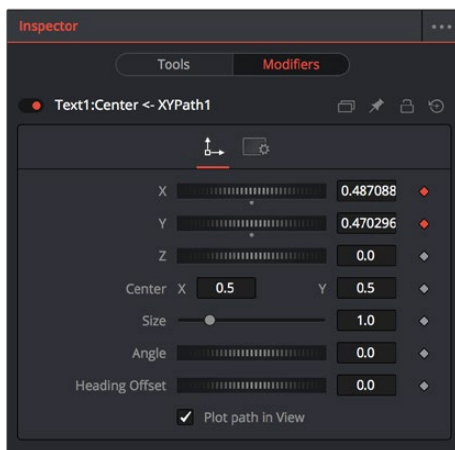 Inspector
Tools Modifiers
Text1:Center <- XYPath1
X 0.487088
Y 0.470296
Z 0.0
Center X 0.5 Y 0.5
Size 1.0
Angle 0.0
Heading Offset 0.0
Plot path in View